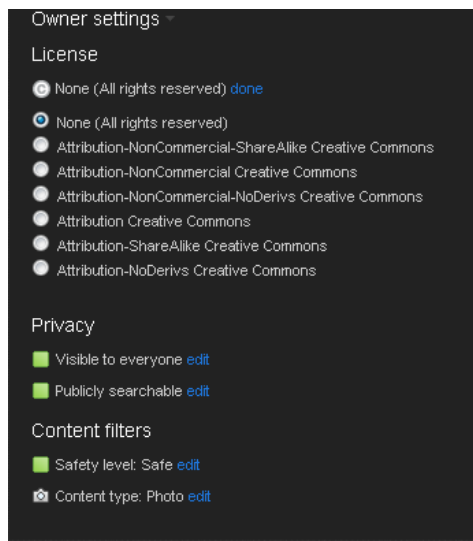 Owner settings
License
© None (All rights reserved) done
None (All rights reserved)
Attribution-NonCommercial-ShareAlike Creative Commons
Attribution-NonCommercial Creative Commons
Attribution-NonCommercial-NoDerivs Creative Commons
Attribution Creative Commons
Attribution-ShareAlike Creative Commons
Attribution-NoDerivs Creative Commons
Privacy
Visible to everyone edit
Publicly searchable edit
Content filters
Safety level: Safe edit
Content type: Photo edit